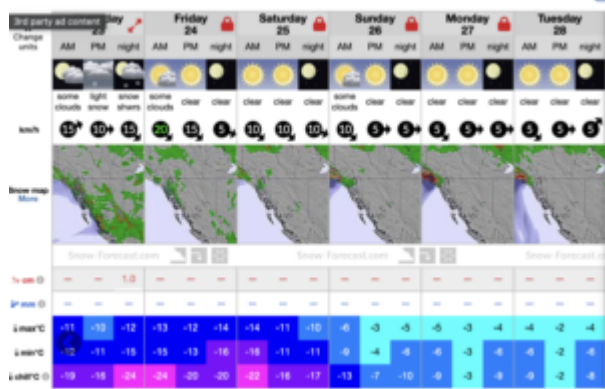 3rd party ad content
day Friday Saturday Sunday Monday Tuesday
23 24 25 26 27 28
Change units
AM PM night AM PM night AM PM night AM PM night AM PM night AM PM night
some clouds light snow snow shwrs some clouds clear clear clear clear clear some clouds clear clear clear clear clear clear clear clear
km/h 15 10 15 20 15 5 10 10 10 10 5 5 5 5 5 5 5 5
Snow map
More
Snow-Forecast.com Snow-Forecast.com Snow-Forec
cm — — 1.0 — — — — — — — — — — — — — — —
mm — — — — — — — — — — — — — — — — — —
max°C -11 -10 -12 -13 -12 -14 -14 -11 -10 -6 -3 -5 -5 -3 -4 -4 -2 -4
min°C -12 -11 -15 -15 -13 -16 -16 -11 -11 -9 -4 -6 -6 -3 -6 -6 -2 -6
chill°C -19 -16 -24 -24 -20 -20 -22 -16 -17 -13 -7 -10 -9 -3 -9 -9 -2 -8